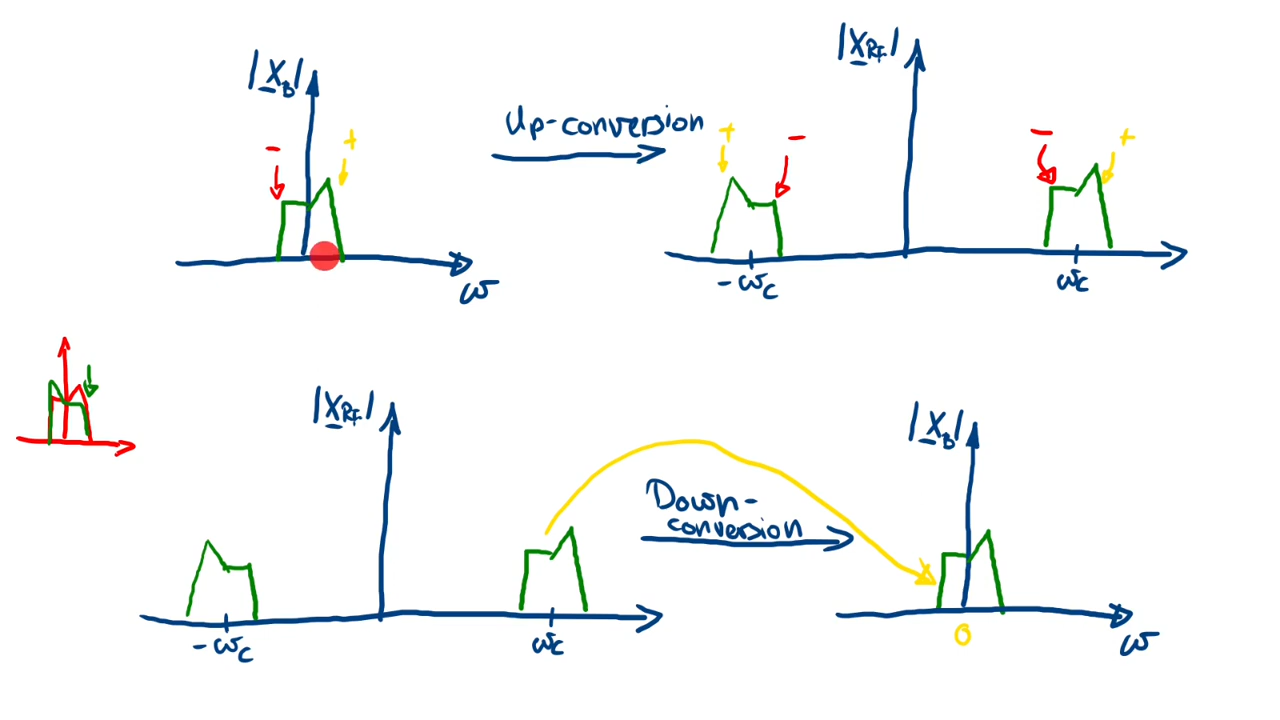 |X_B|
|X_RF|
Up-conversion
- +
+ - - +
ω
-ω_c ω_c
|X_RF|
|X_B|
Down-
conversion
-ω_c ω_c
0
ω